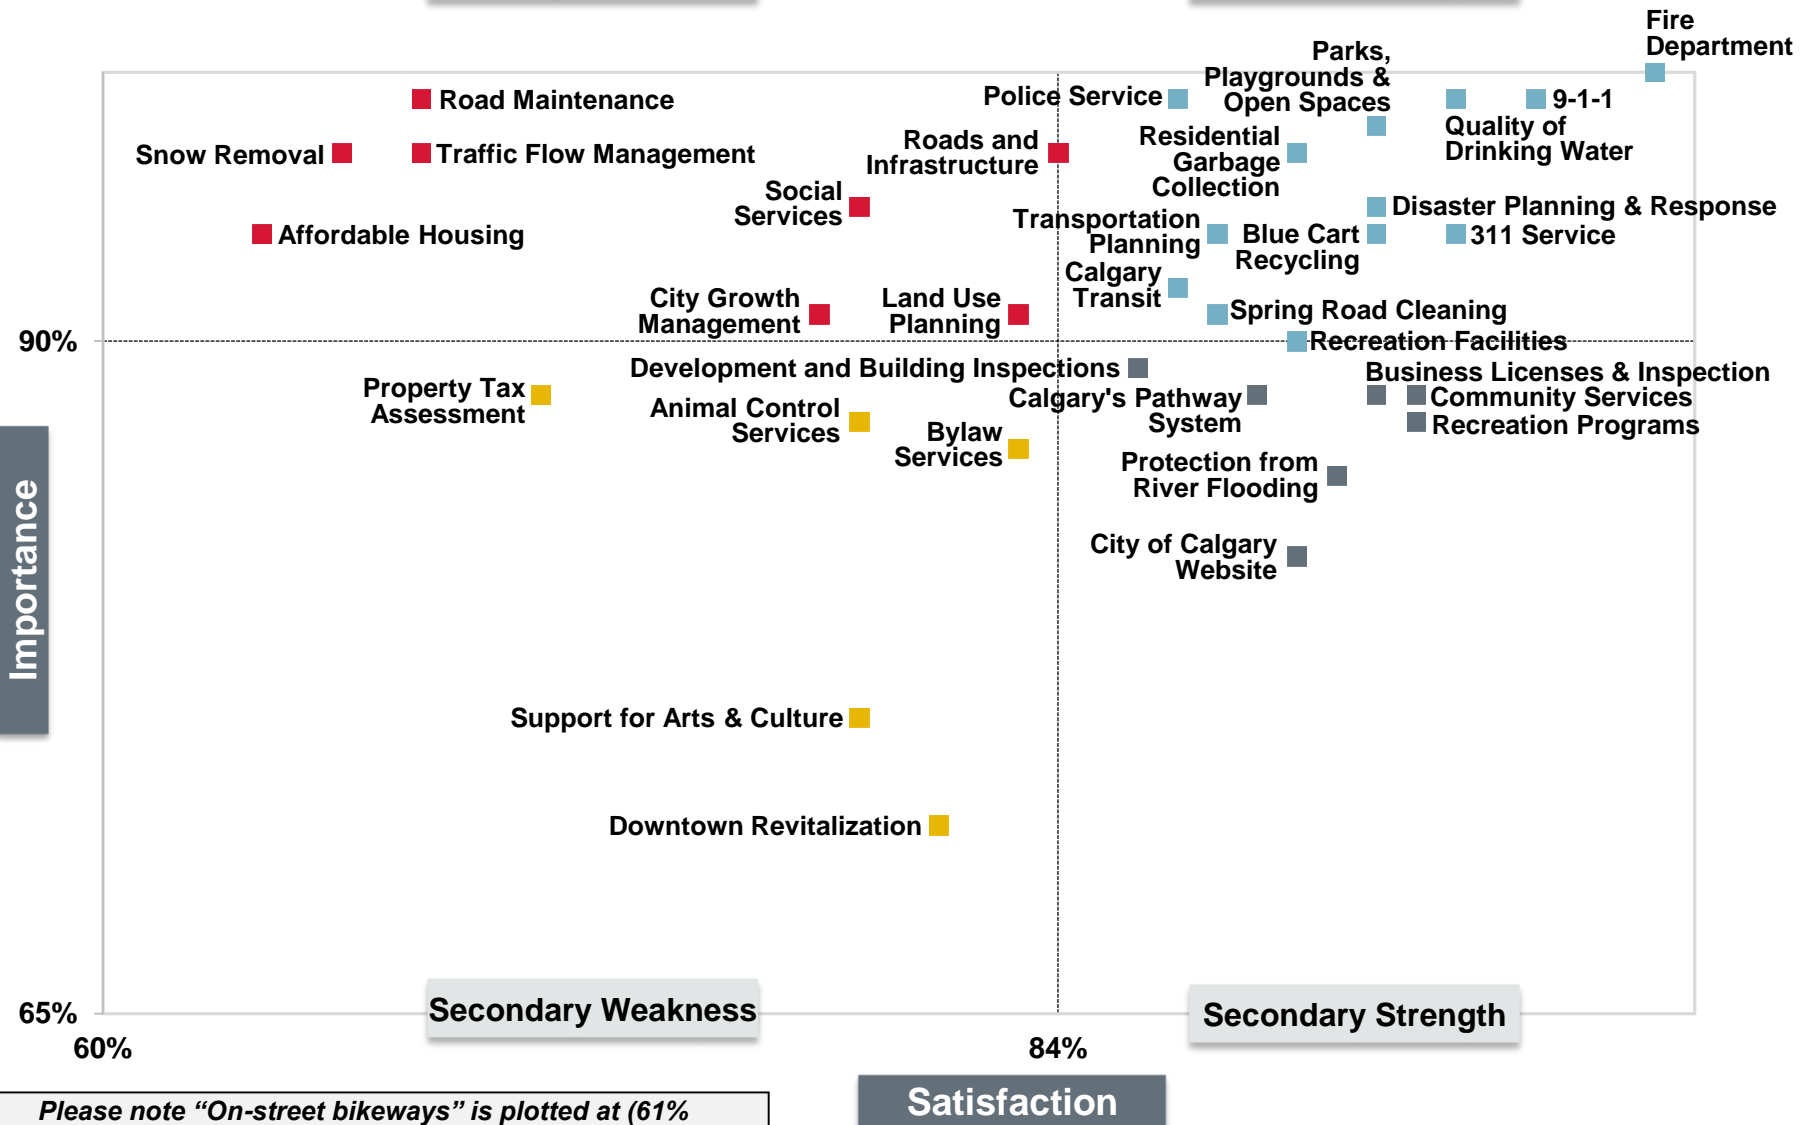 Fire
Department
Parks,
Playgrounds &
Open Spaces
Police Service
9-1-1
Road Maintenance
Quality of
Drinking Water
Residential
Garbage
Collection
Roads and
Infrastructure
Snow Removal
Traffic Flow Management
Social
Services
Disaster Planning & Response
Transportation
Planning
Blue Cart
Recycling
311 Service
Affordable Housing
Calgary
Transit
City Growth
Management
Land Use
Planning
Spring Road Cleaning
90%
Recreation Facilities
Development and Building Inspections
Business Licenses & Inspection
Property Tax
Assessment
Calgary's Pathway
System
Community Services
Animal Control
Services
Recreation Programs
Bylaw
Services
Protection from
River Flooding
Importance
City of Calgary
Website
Support for Arts & Culture
Downtown Revitalization
Secondary Weakness
Secondary Strength
65%
60%
84%
Satisfaction
Please note “On-street bikeways” is plotted at (61%